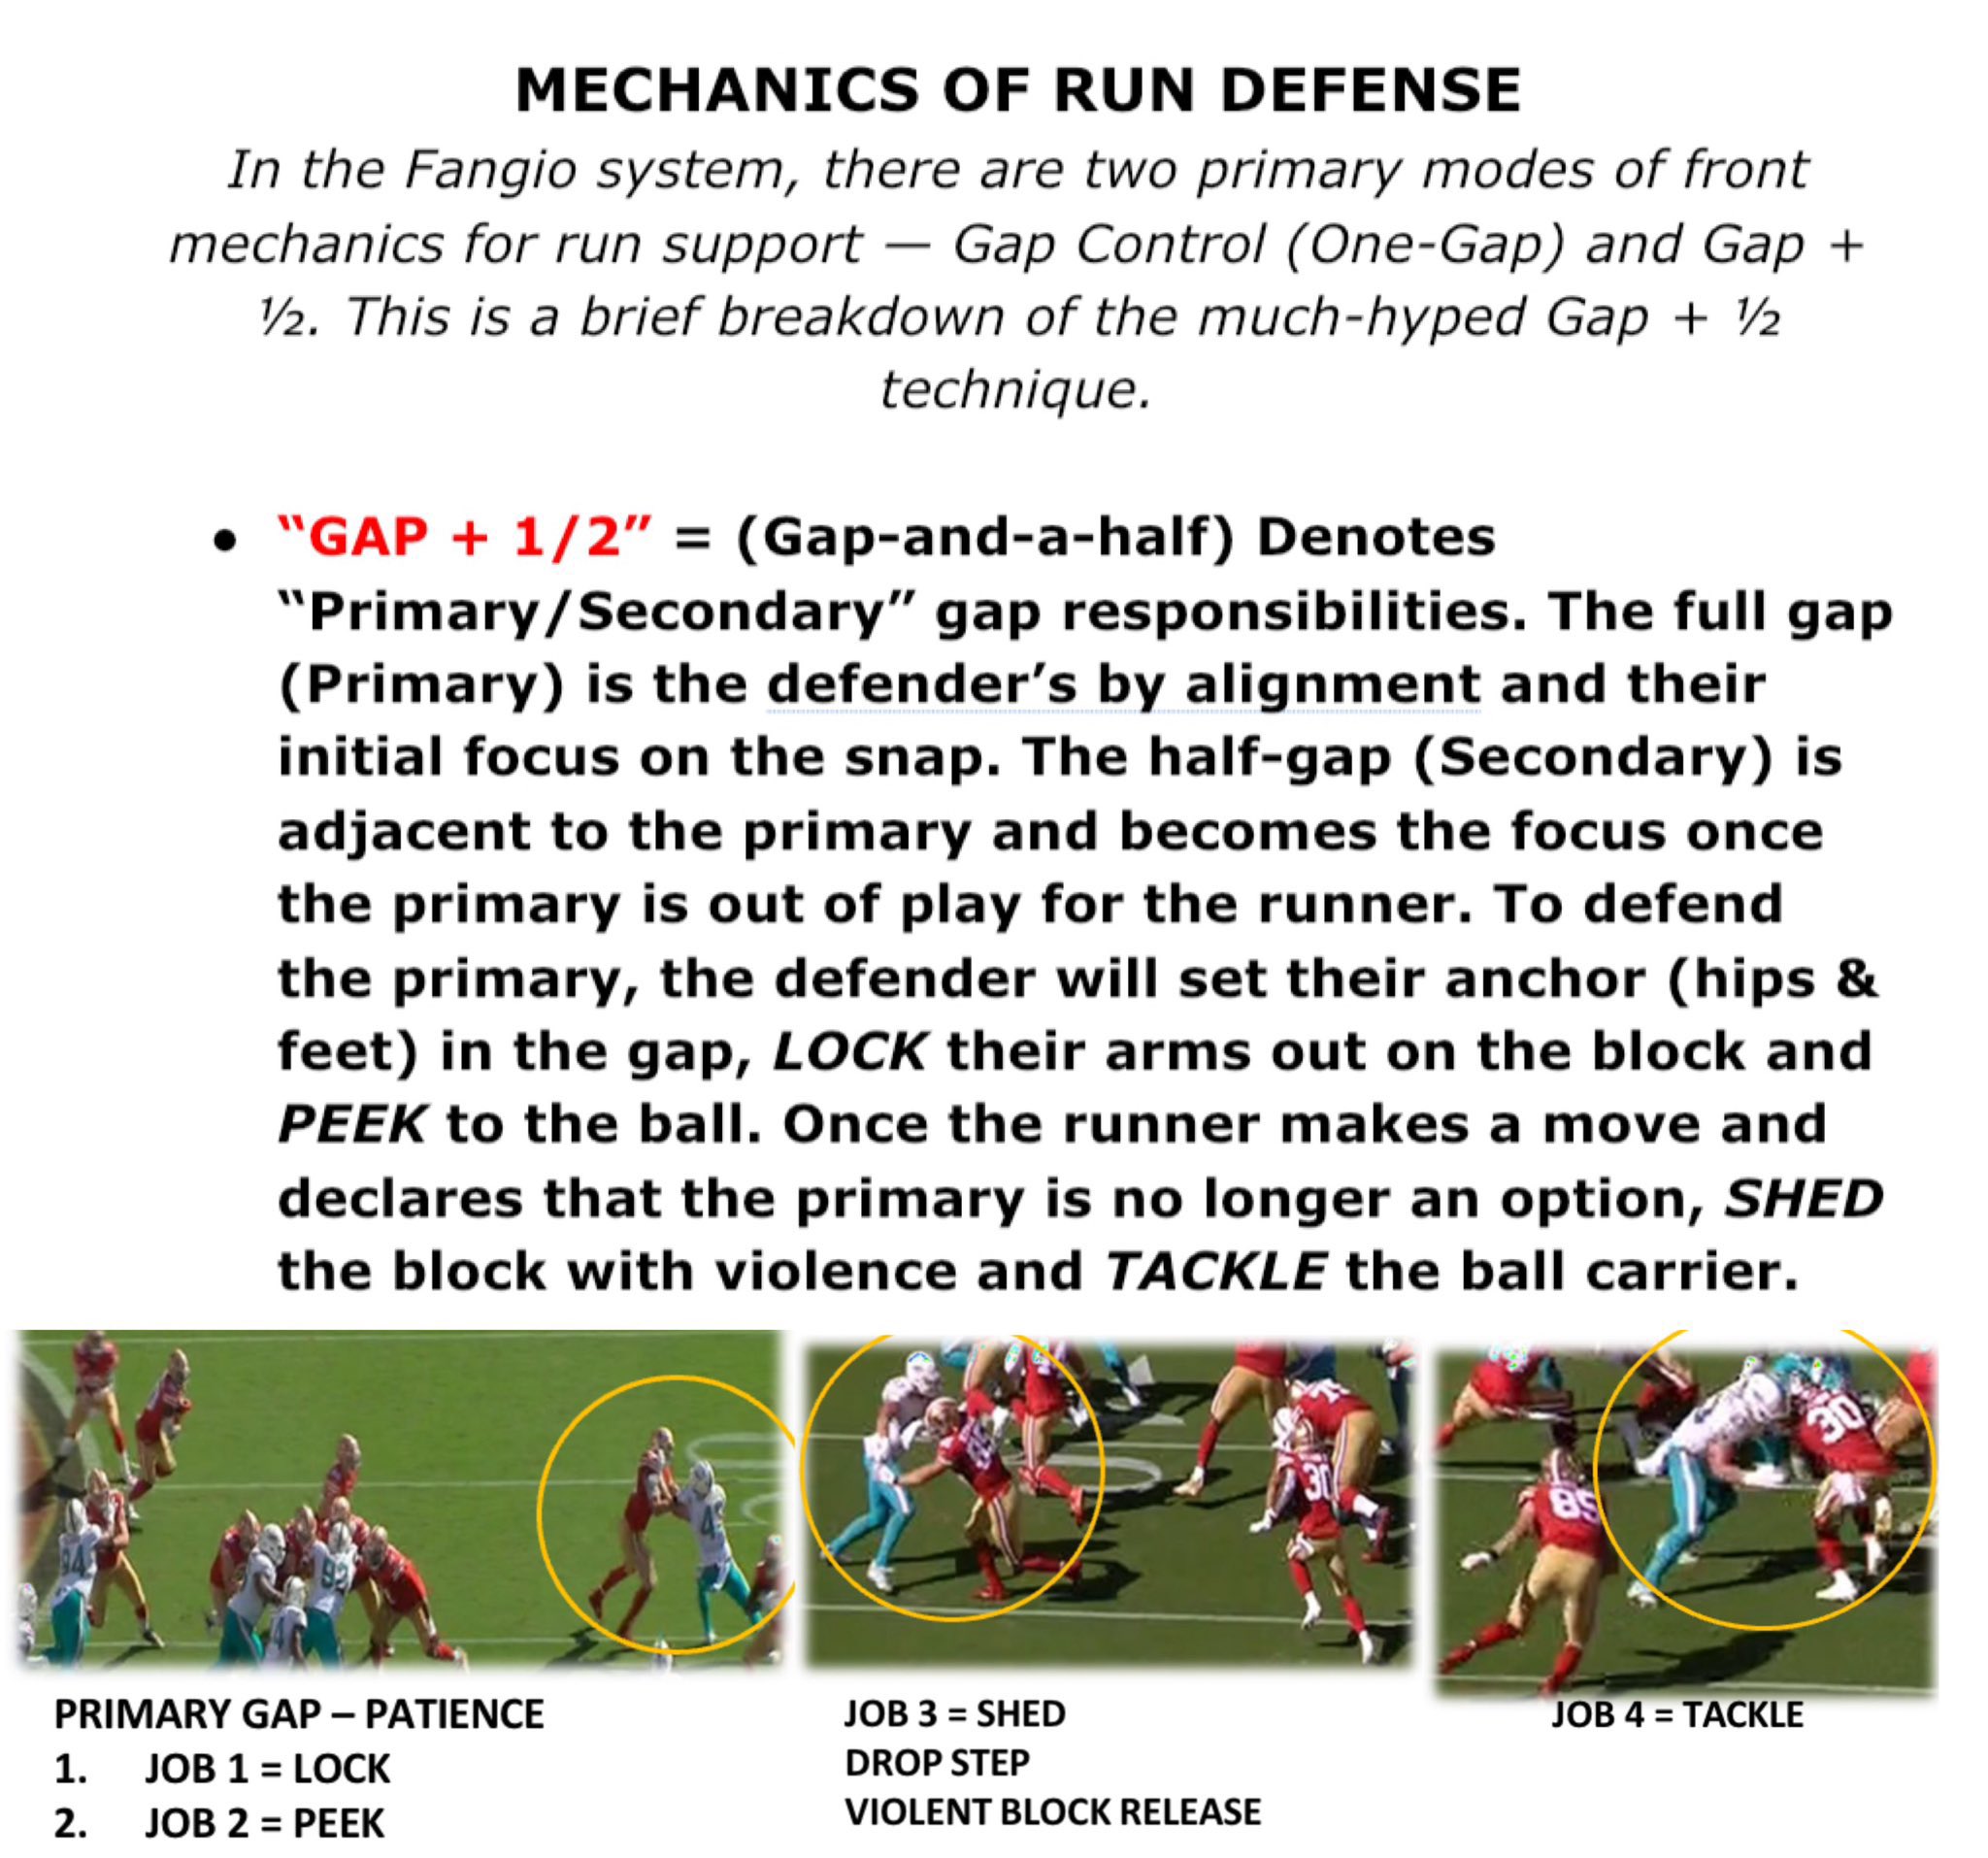 MECHANICS OF RUN DEFENSE
In the Fangio system, there are two primary modes of front
mechanics for run support — Gap Control (One-Gap) and Gap +
½. This is a brief breakdown of the much-hyped Gap + ½
technique.
• “GAP + 1/2” = (Gap-and-a-half) Denotes
“Primary/Secondary” gap responsibilities. The full gap
(Primary) is the defender’s by alignment and their
initial focus on the snap. The half-gap (Secondary) is
adjacent to the primary and becomes the focus once
the primary is out of play for the runner. To defend
the primary, the defender will set their anchor (hips &
feet) in the gap, LOCK their arms out on the block and
PEEK to the ball. Once the runner makes a move and
declares that the primary is no longer an option, SHED
the block with violence and TACKLE the ball carrier.
94
92
30
30
85
PRIMARY GAP – PATIENCE
1. JOB 1 = LOCK
2. JOB 2 = PEEK
JOB 3 = SHED
DROP STEP
VIOLENT BLOCK RELEASE
JOB 4 = TACKLE